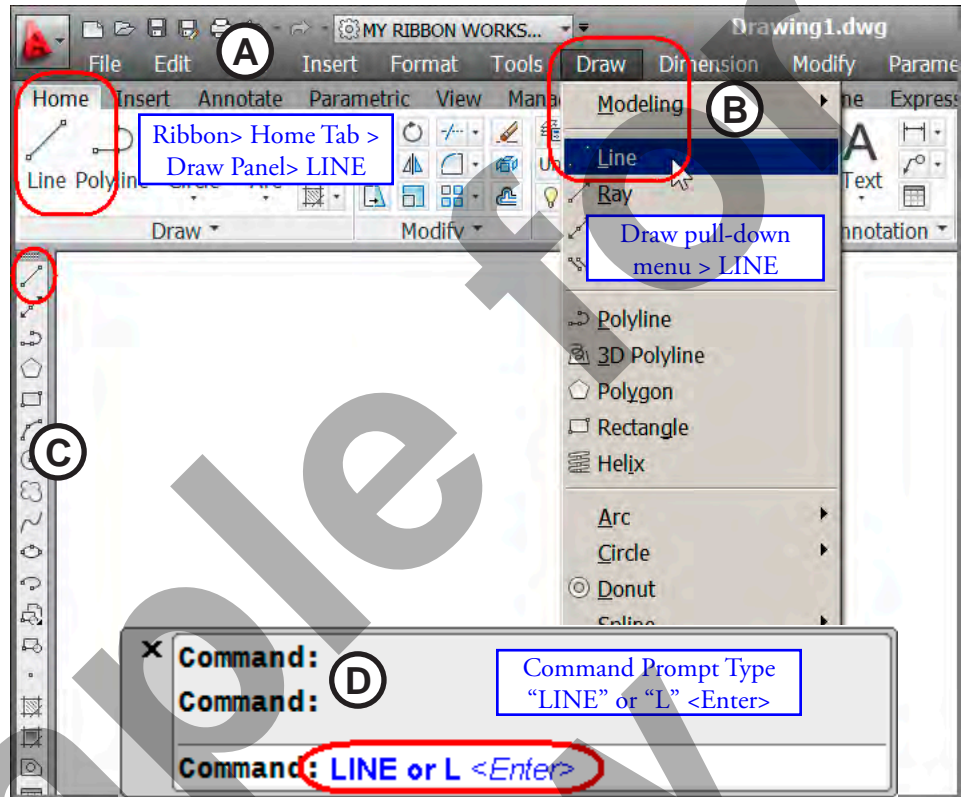 MY RIBBON WORKS...
Drawing1.dwg
File Edit Insert Format Tools Draw Dimension Modify Parame
A
Home Insert Annotate Parametric View Mana
Express
Modeling
B
Ribbon> Home Tab >
Draw Panel> LINE
Line
Line
Text
Ray
Draw
Modify
Draw pull-down
menu > LINE
Polyline
3D Polyline
Polygon
Rectangle
C
Helix
Arc
Circle
Donut
Spline
Command:
D
Command:
Command Prompt Type
“LINE” or “L” <Enter>
Command: LINE or L <Enter>